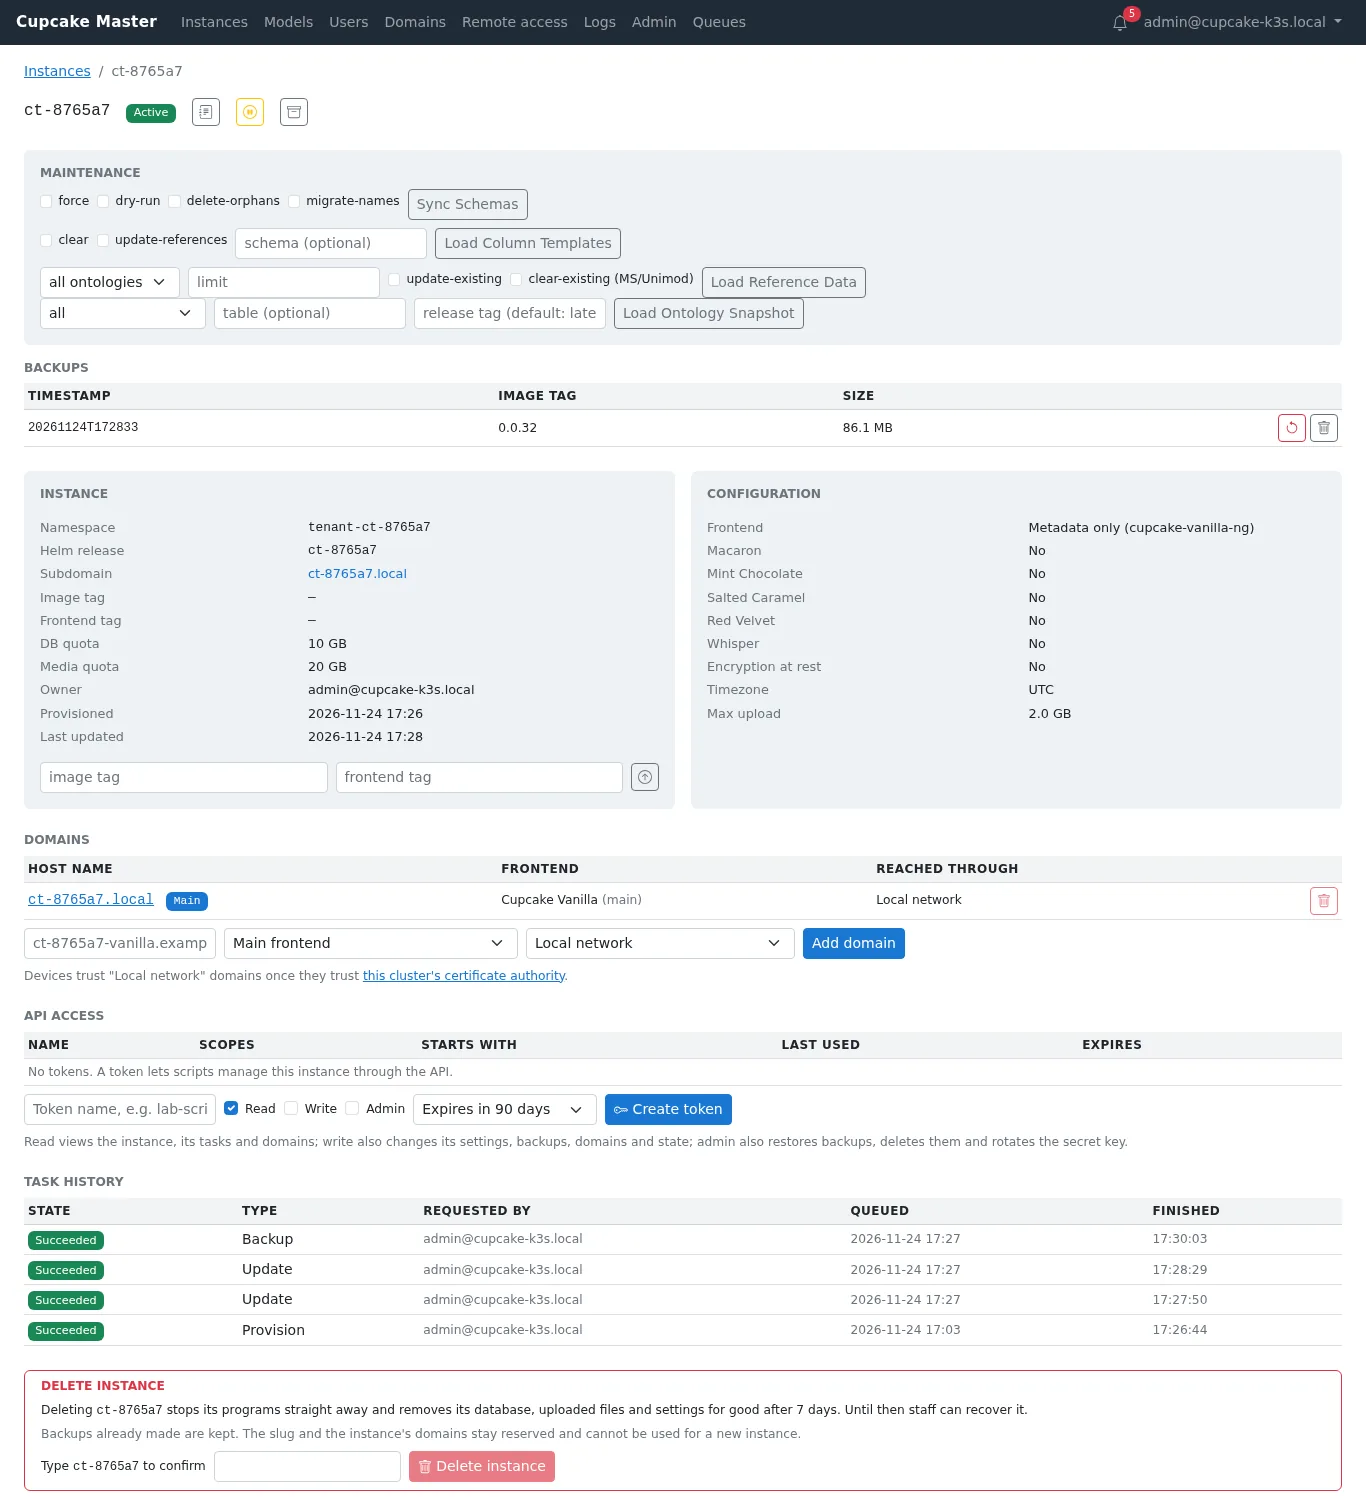 Cupcake Master Instances Models Users Domains Remote access Logs Admin Queues 5 admin@cupcake-k3s.local
Instances / ct-8765a7
ct-8765a7 Active
MAINTENANCE
force dry-run delete-orphans migrate-names Sync Schemas
clear update-references schema (optional) Load Column Templates
all ontologies limit update-existing clear-existing (MS/Unimod) Load Reference Data
all table (optional) release tag (default: late Load Ontology Snapshot
BACKUPS
TIMESTAMP IMAGE TAG SIZE
20261124T172833 0.0.32 86.1 MB
INSTANCE
Namespace tenant-ct-8765a7
Helm release ct-8765a7
Subdomain ct-8765a7.local
Image tag —
Frontend tag —
DB quota 10 GB
Media quota 20 GB
Owner admin@cupcake-k3s.local
Provisioned 2026-11-24 17:26
Last updated 2026-11-24 17:28
image tag frontend tag
CONFIGURATION
Frontend Metadata only (cupcake-vanilla-ng)
Macaron No
Mint Chocolate No
Salted Caramel No
Red Velvet No
Whisper No
Encryption at rest No
Timezone UTC
Max upload 2.0 GB
DOMAINS
HOST NAME FRONTEND REACHED THROUGH
ct-8765a7.local Main Cupcake Vanilla (main) Local network
ct-8765a7-vanilla.examp Main frontend Local network Add domain
Devices trust "Local network" domains once they trust this cluster's certificate authority.
API ACCESS
NAME SCOPES STARTS WITH LAST USED EXPIRES
No tokens. A token lets scripts manage this instance through the API.
Token name, e.g. lab-scri Read Write Admin Expires in 90 days Create token
Read views the instance, its tasks and domains; write also changes its settings, backups, domains and state; admin also restores backups, deletes them and rotates the secret key.
TASK HISTORY
STATE TYPE REQUESTED BY QUEUED FINISHED
Succeeded Backup admin@cupcake-k3s.local 2026-11-24 17:27 17:30:03
Succeeded Update admin@cupcake-k3s.local 2026-11-24 17:27 17:28:29
Succeeded Update admin@cupcake-k3s.local 2026-11-24 17:27 17:27:50
Succeeded Provision admin@cupcake-k3s.local 2026-11-24 17:03 17:26:44
DELETE INSTANCE
Deleting ct-8765a7 stops its programs straight away and removes its database, uploaded files and settings for good after 7 days. Until then staff can recover it.
Backups already made are kept. The slug and the instance's domains stay reserved and cannot be used for a new instance.
Type ct-8765a7 to confirm Delete instance